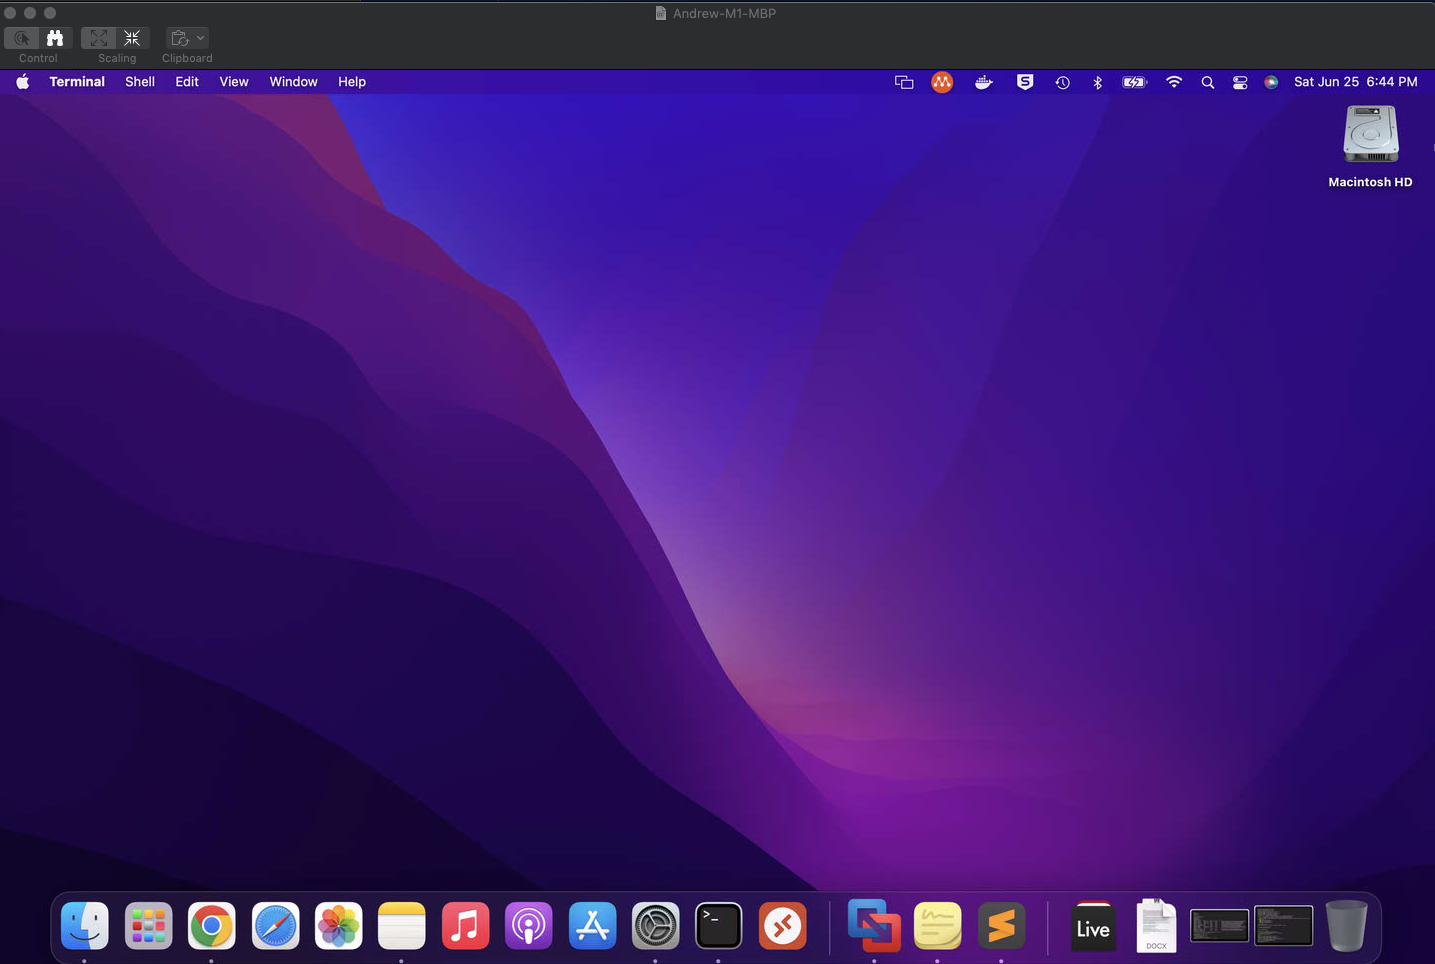 Andrew-M1-MBP
Control Scaling Clipboard
Terminal Shell Edit View Window Help Sat Jun 25 6:44 PM
Macintosh HD
>_
Live
DOCX